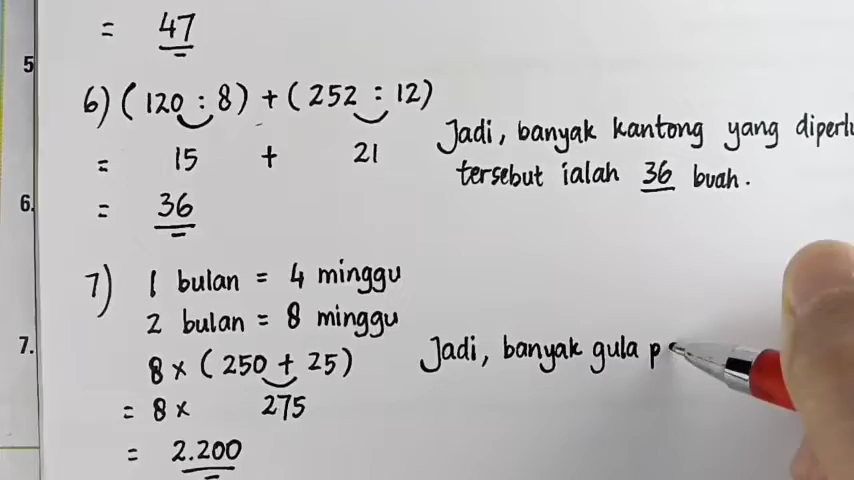 = 47
5
6) (120 : 8) + (252 : 12)
= 15 + 21
= 36
Jadi, banyak kantong yang
tersebut ialah 36 buah.
6.
7) 1 bulan = 4 minggu
2 bulan = 8 minggu
7.
8 × (250 + 25)
= 8 × 275
= 2.200
Jadi, banyak gula p